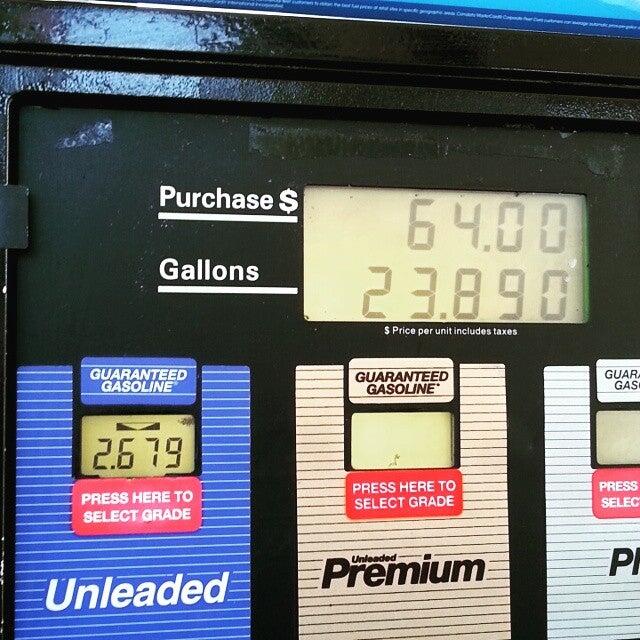 Purchase $ 64.00
Gallons 23.890
$ Price per unit includes taxes
GUARANTEED
GASOLINE
2.679
PRESS HERE TO
SELECT GRADE
Unleaded
GUARANTEED
GASOLINE
PRESS HERE TO
SELECT GRADE
Unleaded
Premium
PRESS